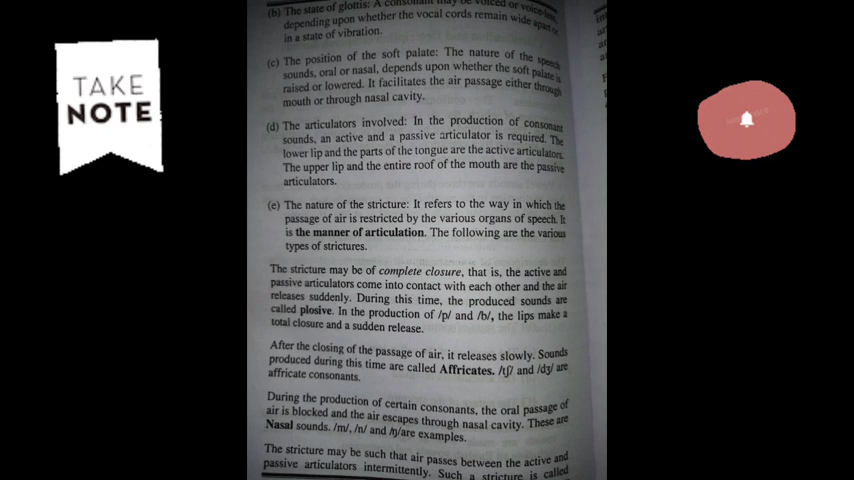 TAKE
NOTE
(b) The state of glottis: A consonant may be voiced or voice-less,
depending upon whether the vocal cords remain wide apart or
in a state of vibration.
(c) The position of the soft palate: The nature of the speech
sounds, oral or nasal, depends upon whether the soft palate is
raised or lowered. It facilitates the air passage either through
mouth or through nasal cavity.
(d) The articulators involved: In the production of consonant
sounds, an active and a passive articulator is required. The
lower lip and the parts of the tongue are the active articulators.
The upper lip and the entire roof of the mouth are the passive
articulators.
(e) The nature of the stricture: It refers to the way in which the
passage of air is restricted by the various organs of speech. It
is the manner of articulation. The following are the various
types of strictures.
The stricture may be of complete closure, that is, the active and
passive articulators come into contact with each other and the air
releases suddenly. During this time, the produced sounds are
called plosive. In the production of /p/ and /b/, the lips make a
total closure and a sudden release.
After the closing of the passage of air, it releases slowly. Sounds
produced during this time are called Affricates. /tʃ/ and /dʒ/ are
affricate consonants.
During the production of certain consonants, the oral passage of
air is blocked and the air escapes through nasal cavity. These are
Nasal sounds. /m/, /n/ and /ŋ/are examples.
The stricture may be such that air passes between the active and
passive articulators intermittently. Such a stricture is called